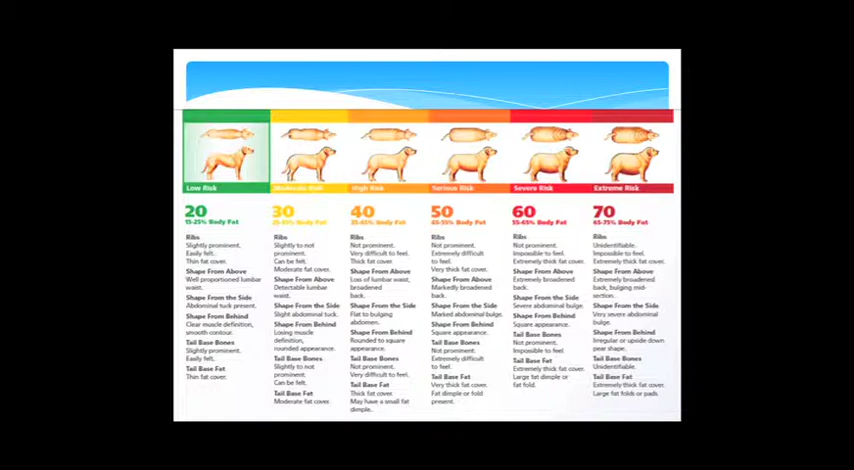 Low Risk
Moderate Risk
High Risk
Serious Risk
Severe Risk
Extreme Risk
20
15-25% Body Fat
Ribs
Slightly prominent.
Easily felt.
Thin fat cover.
Shape From Above
Well proportioned lumbar
waist.
Shape From the Side
Abdominal tuck present.
Shape From Behind
Clear muscle definition,
smooth contour.
Tail Base Bones
Slightly prominent.
Easily felt.
Tail Base Fat
Thin fat cover.
30
25-35% Body Fat
Ribs
Slightly to not
prominent.
Can be felt.
Moderate fat cover.
Shape From Above
Detectable lumbar
waist.
Shape From the Side
Slight abdominal tuck.
Shape From Behind
Losing muscle
definition,
rounded appearance.
Tail Base Bones
Slightly to not
prominent.
Can be felt.
Tail Base Fat
Moderate fat cover.
40
35-45% Body Fat
Ribs
Not prominent.
Very difficult to feel.
Thick fat cover.
Shape From Above
Loss of lumbar waist,
broadened
back.
Shape From the Side
Flat to bulging
abdomen.
Shape From Behind
Rounded to square
appearance.
Tail Base Bones
Not prominent.
Very difficult to feel.
Tail Base Fat
Thick fat cover.
May have a small fat
dimple.
50
45-55% Body Fat
Ribs
Not prominent.
Extremely difficult
to feel.
Very thick fat cover.
Shape From Above
Markedly broadened
back.
Shape From the Side
Marked abdominal bulge.
Shape From Behind
Square appearance.
Tail Base Bones
Not prominent.
Extremely difficult
to feel.
Tail Base Fat
Very thick fat cover.
Fat dimple or fold
present.
60
55-65% Body Fat
Ribs
Not prominent.
Impossible to feel.
Extremely thick fat cover.
Shape From Above
Extremely broadened
back.
Shape From the Side
Severe abdominal bulge.
Shape From Behind
Square appearance.
Tail Base Bones
Not prominent.
Impossible to feel.
Tail Base Fat
Extremely thick fat cover.
Large fat dimple or
fat fold.
70
65-75% Body Fat
Ribs
Unidentifiable.
Impossible to feel.
Extremely thick fat cover.
Shape From Above
Extremely broadened
back, bulging mid-
section.
Shape From the Side
Very severe abdominal
bulge.
Shape From Behind
Irregular or upside down
pear shape.
Tail Base Bones
Unidentifiable.
Tail Base Fat
Extremely thick fat cover.
Large fat folds or pads.